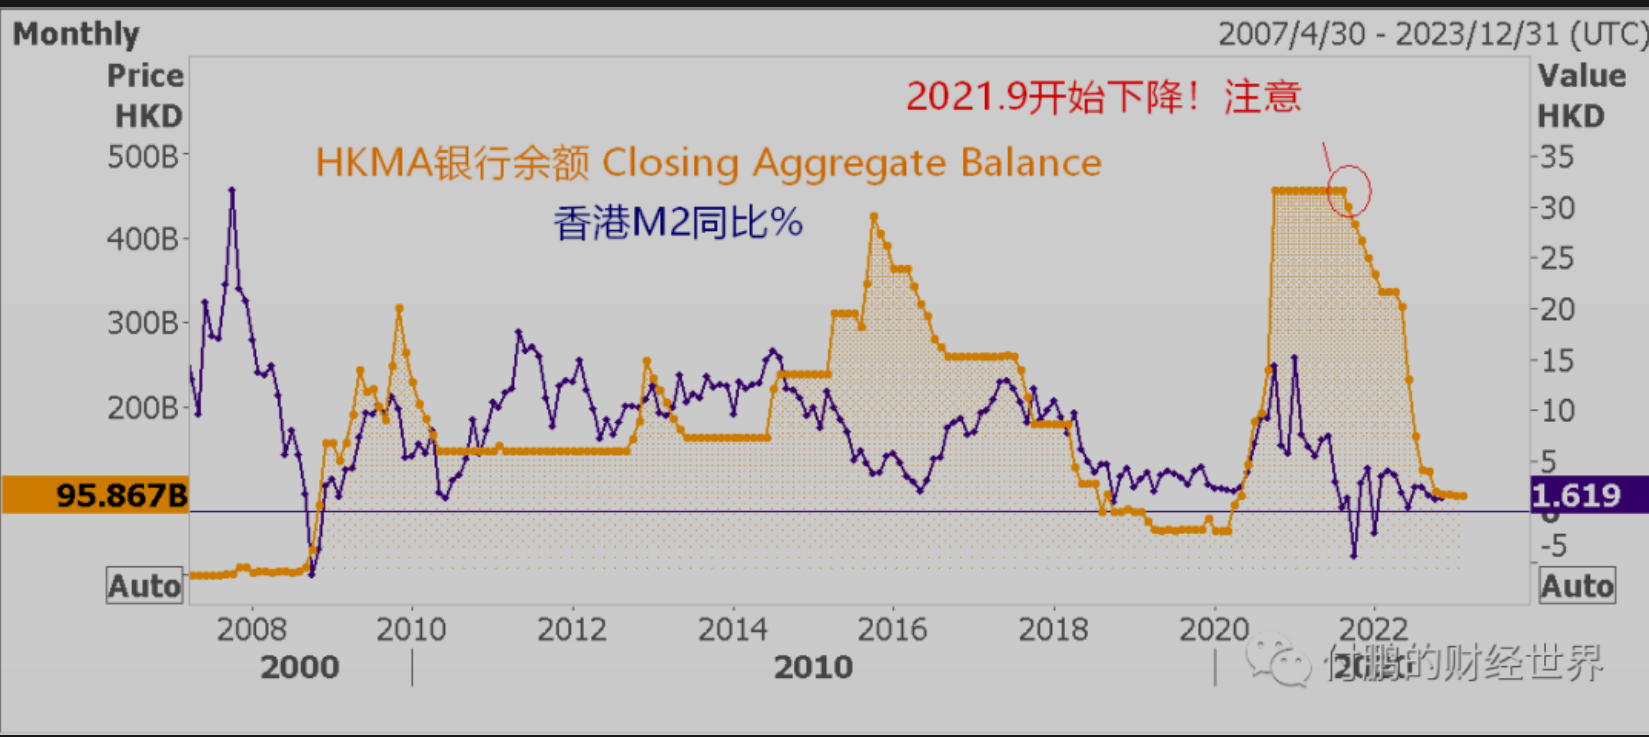 Monthly
2007/4/30 - 2023/12/31 (UTC)
Price
HKD
Value
HKD
2021.9开始下降！注意
HKMA银行余额 Closing Aggregate Balance
香港M2同比%
500B
400B
300B
200B
95.867B
Auto
35
30
25
20
15
10
5
1.619
0
-5
Auto
2008
2010
2012
2014
2016
2018
2020
2022
2000
2010
2020
付鹏的财经世界